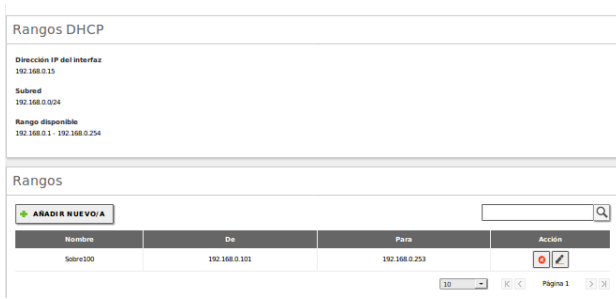 Rangos DHCP
Dirección IP del interfaz
192.168.0.15
Subred
192.168.0.0/24
Rango disponible
192.168.0.1 - 192.168.0.254
Rangos
AÑADIR NUEVO/A
Nombre De Para Acción
Sobre100 192.168.0.101 192.168.0.253
10 Página 1